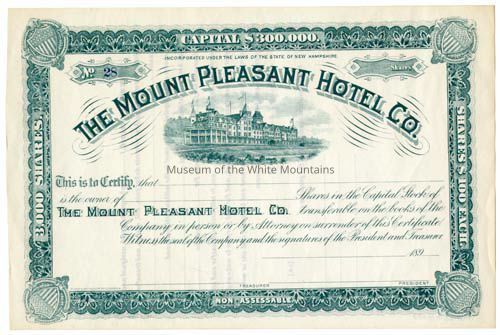 CAPITAL $300,000.
INCORPORATED UNDER THE LAWS OF THE STATE OF NEW HAMPSHIRE.
No 28
Shares
THE MOUNT PLEASANT HOTEL CO.
3,000 SHARES.
SHARES $100 EACH.
Museum of the White Mountains
This is to Certify, that
is the owner of Shares in the Capital Stock of
THE MOUNT PLEASANT HOTEL CO. transferable on the books of the
Company in person or by Attorney on surrender of this Certificate.
Witness the seal of the Company and the signatures of the President and Treasurer
189
TREASURER
PRESIDENT
NON-ASSESSABLE.